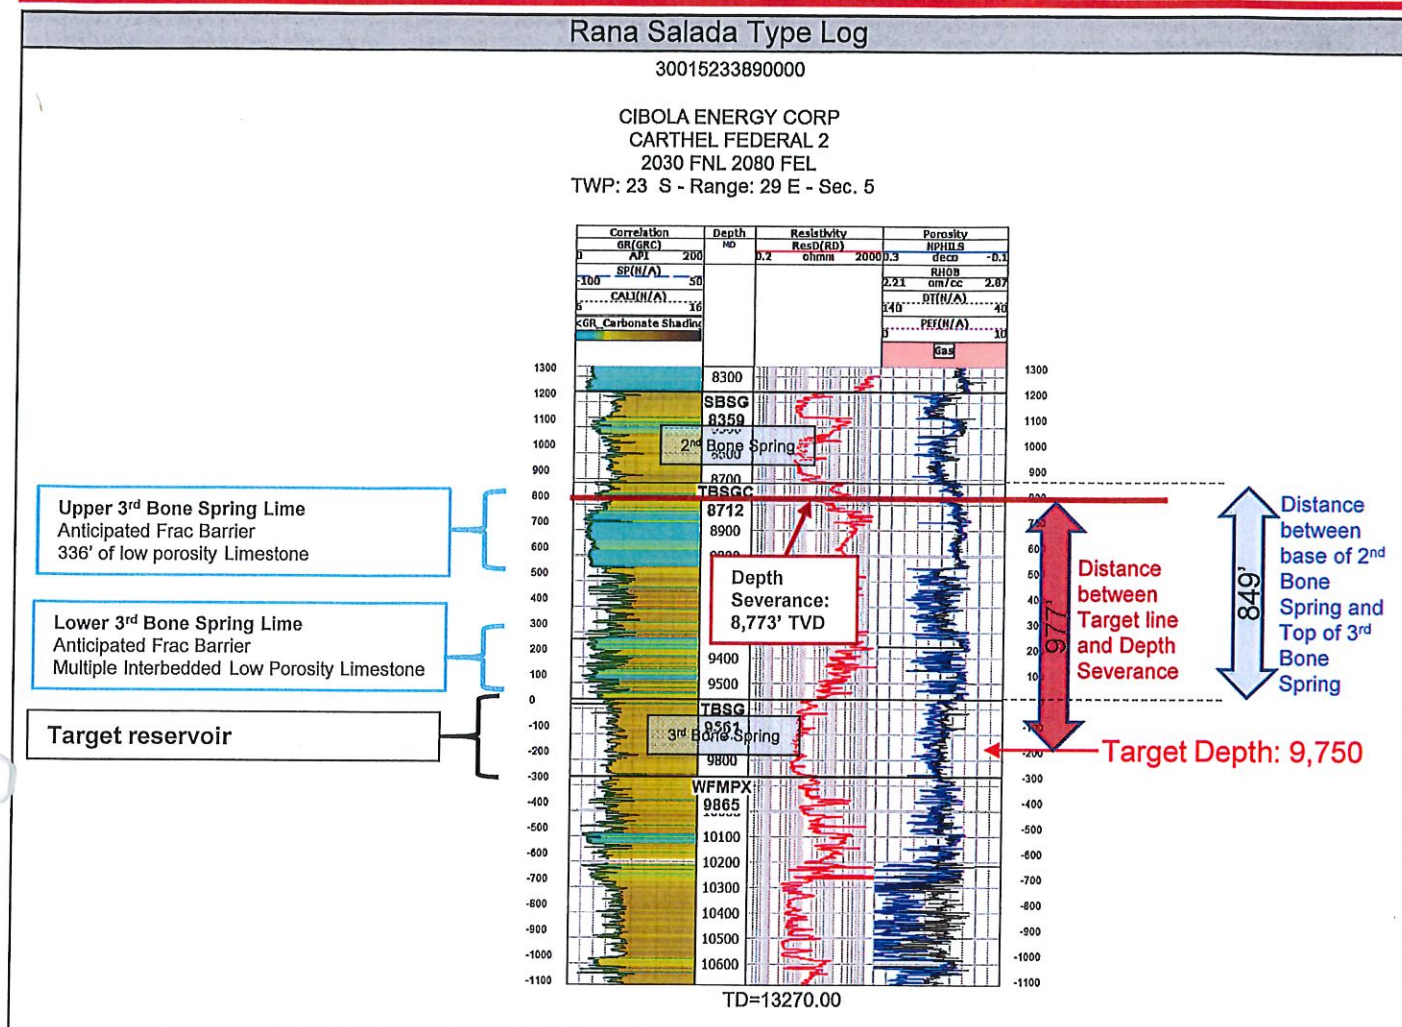 Rana Salada Type Log
30015233890000
CIBOLA ENERGY CORP
CARTHEL FEDERAL 2
2030 FNL 2080 FEL
TWP: 23 S - Range: 29 E - Sec. 5
Correlation Depth Resistivity Porosity
GR(GRC) MD ResD(RD) NPHILS
0 API 200 0.2 ohmm 2000 0.3 decp -0.1
SP(N/A) RHOB
-100 50 2.21 gm/cc 2.87
CALI(N/A) DT(N/A)
6 16 140 40
<GR_Carbonate Shading PEF(N/A)
0 10
Gas
1300 8300 1300
1200 SBSG 1200
1100 8359 1100
1000 2nd Bone Spring 1000
900 8700 900
800 TBSGC
700 8712
600 8900
500
400
300
200 9400
100 9500
0 TBSG
-100 9561
3rd Bone Spring
-200 9800 -200
-300 WFMPX -300
-400 9865 -400
-500 10100 -500
-600 10200 -600
-700 10300 -700
-800 10400 -800
-900 10500 -900
-1000 10600 -1000
-1100 -1100
TD=13270.00
Upper 3rd Bone Spring Lime
Anticipated Frac Barrier
336' of low porosity Limestone
Lower 3rd Bone Spring Lime
Anticipated Frac Barrier
Multiple Interbedded Low Porosity Limestone
Target reservoir
Depth
Severance:
8,773' TVD
977'
Distance
between
Target line
and Depth
Severance
849'
Distance
between
base of 2nd
Bone
Spring and
Top of 3rd
Bone
Spring
Target Depth: 9,750